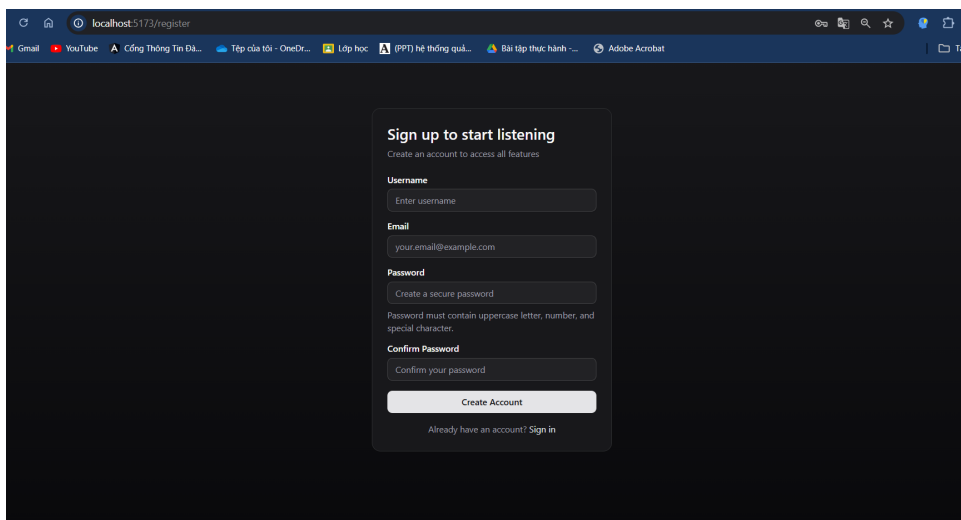 localhost:5173/register
Gmail YouTube Cổng Thông Tin Đà... Tệp của tôi - OneDr... Lớp học (PPT) hệ thống quả... Bài tập thực hành -... Adobe Acrobat
Sign up to start listening
Create an account to access all features
Username
Enter username
Email
your.email@example.com
Password
Create a secure password
Password must contain uppercase letter, number, and
special character.
Confirm Password
Confirm your password
Create Account
Already have an account? Sign in